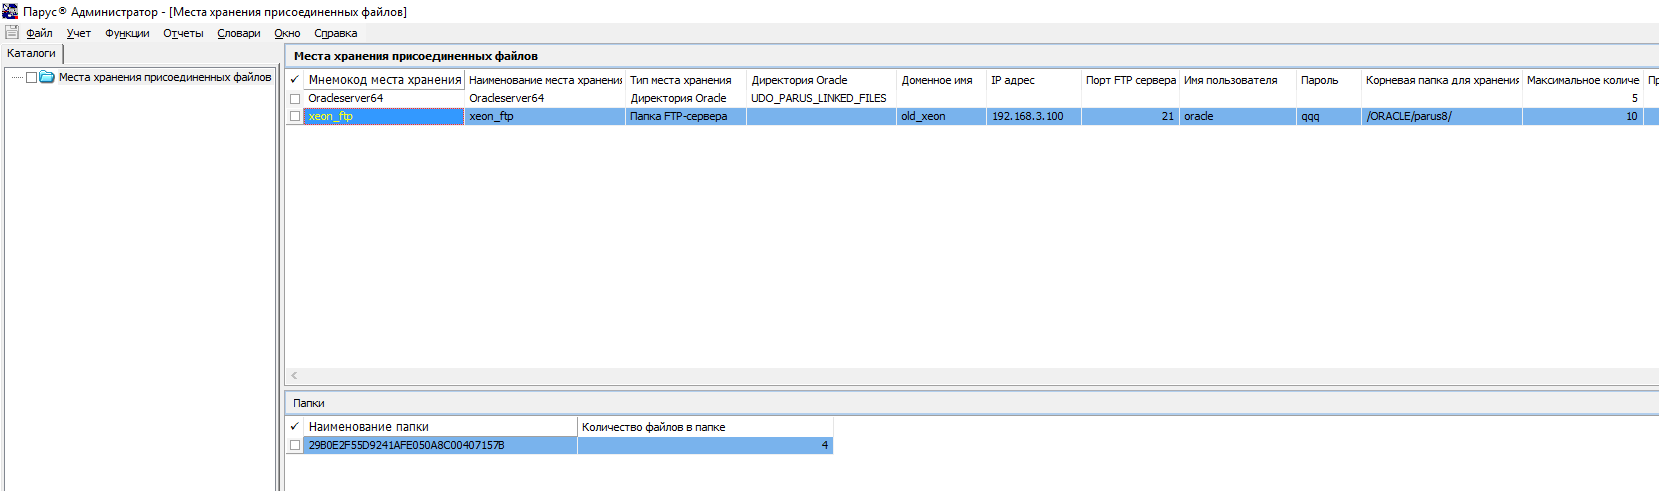 Парус® Администратор - [Места хранения присоединенных файлов]
Файл Учет Функции Отчеты Словари Окно Справка
Каталоги
Места хранения присоединенных файлов
Места хранения присоединенных файлов
Мнемокод места хранения Наименование места хранения Тип места хранения Директория Oracle Доменное имя IP адрес Порт FTP сервера Имя пользователя Пароль Корневая папка для хранения Максимальное количе Пр
Oracleserver64 Oracleserver64 Директория Oracle UDO_PARUS_LINKED_FILES 5
xeon_ftp xeon_ftp Папка FTP-сервера old_xeon 192.168.3.100 21 oracle qqq /ORACLE/parus8/ 10
Папки
Наименование папки Количество файлов в папке
29B0E2F55D9241AFE050A8C00407157B 4